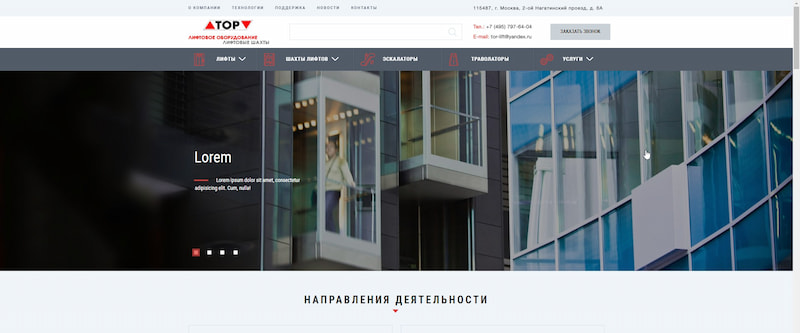 О КОМПАНИИ ТЕХНОЛОГИИ ПОДДЕРЖКА НОВОСТИ КОНТАКТЫ
115487, г. Москва, 2-ой Нагатинский проезд, д. 6А
ТОР
ЛИФТОВОЕ ОБОРУДОВАНИЕ
ЛИФТОВЫЕ ШАХТЫ
Тел.: +7 (495) 797-64-04
E-mail: tor-lift@yandex.ru
ЗАКАЗАТЬ ЗВОНОК
ЛИФТЫ ШАХТЫ ЛИФТОВ ЭСКАЛАТОРЫ ТРАВОЛАТОРЫ УСЛУГИ
Lorem
Lorem ipsum dolor sit amet, consectetur
adipisicing elit. Cum, nulla!
НАПРАВЛЕНИЯ ДЕЯТЕЛЬНОСТИ